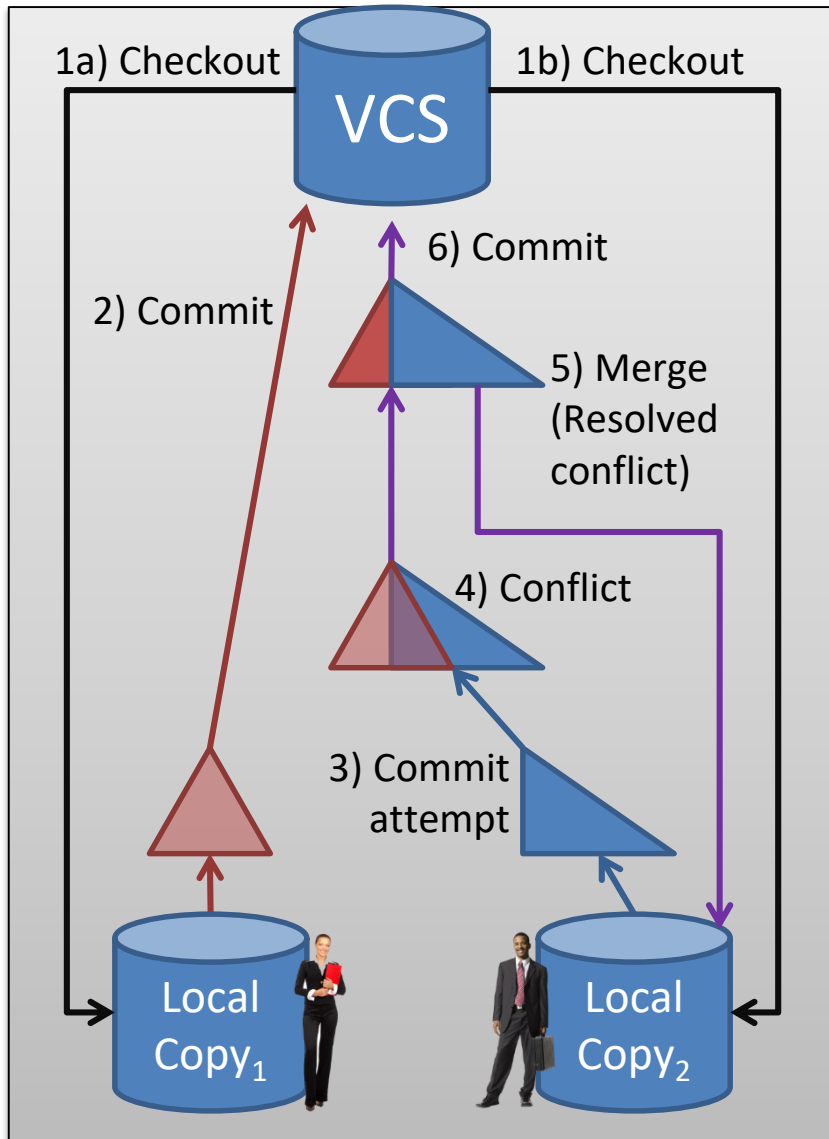 1a) Checkout
1b) Checkout
VCS
6) Commit
2) Commit
5) Merge
(Resolved
conflict)
4) Conflict
3) Commit
attempt
Local
Copy₁
Local
Copy₂